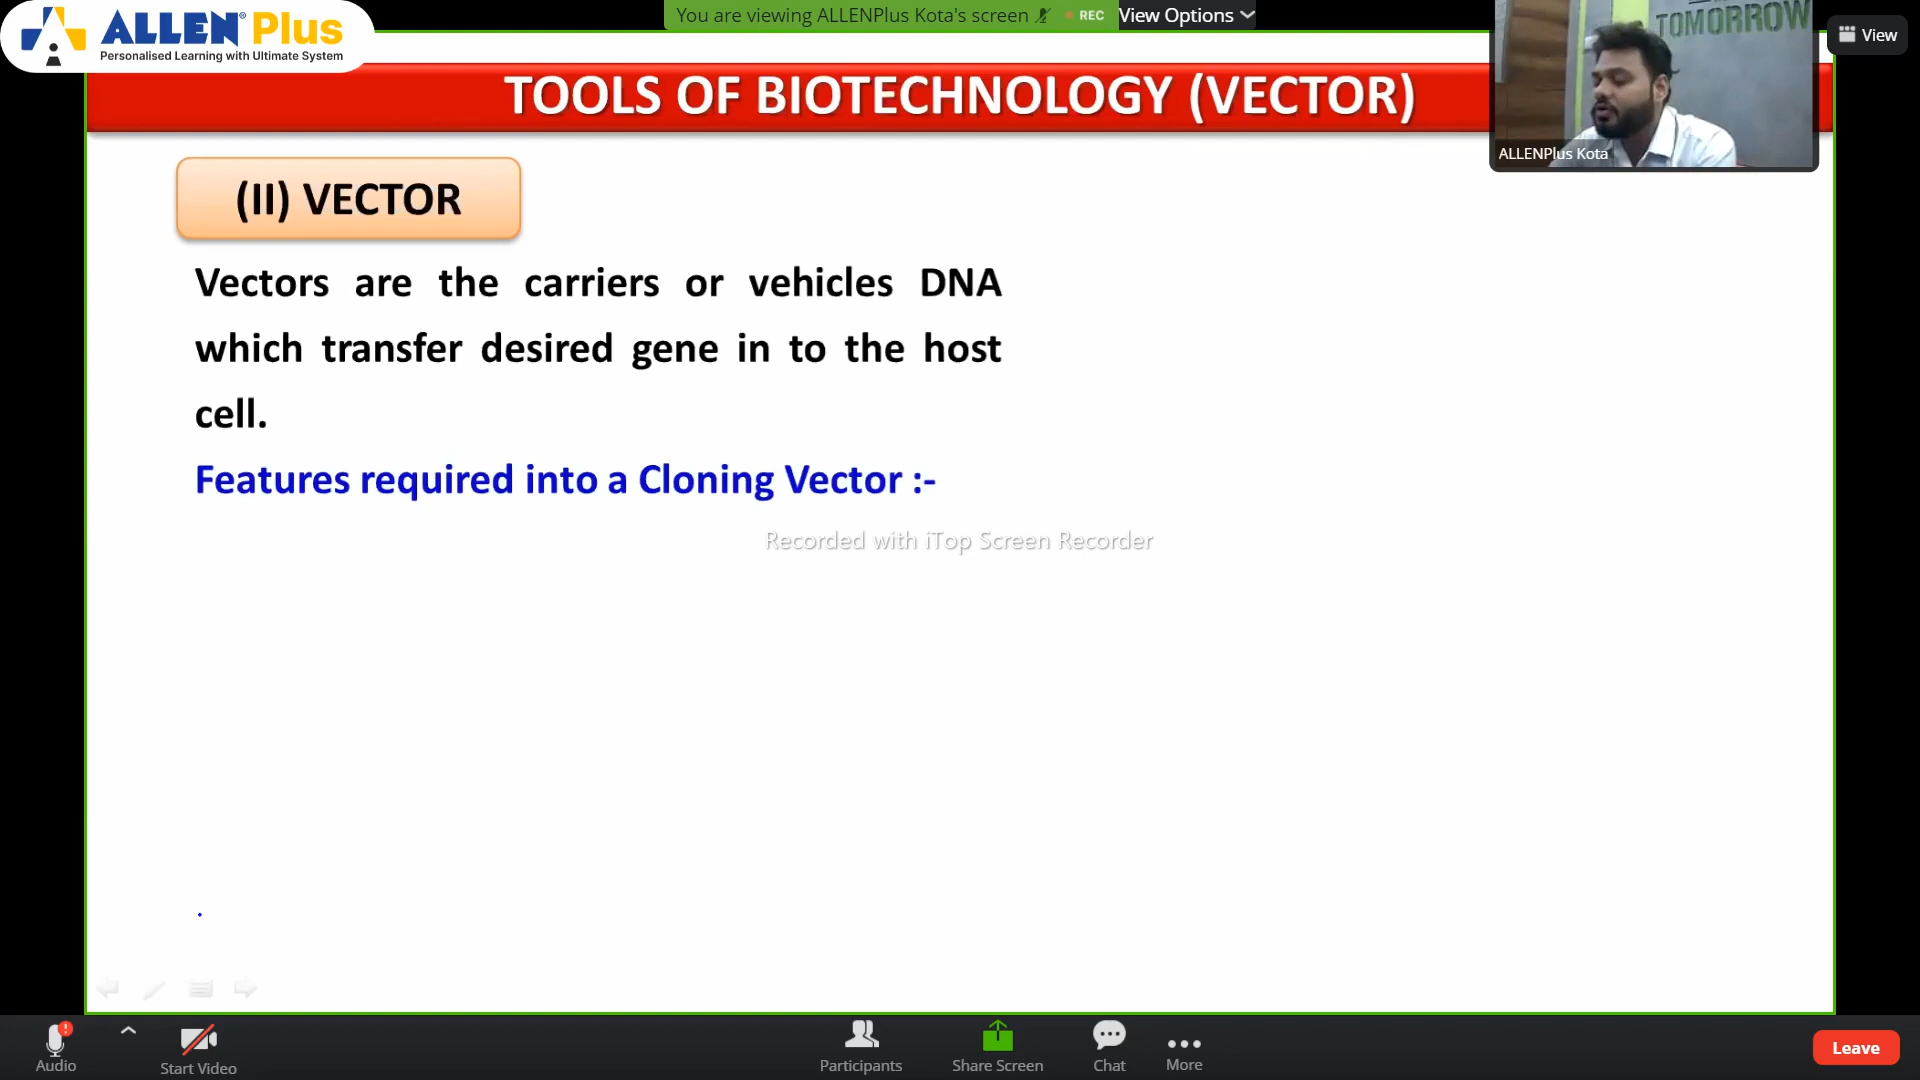 ALLEN Plus
Personalised Learning with Ultimate System
You are viewing ALLENPlus Kota's screen REC View Options
TOMORROW
View
TOOLS OF BIOTECHNOLOGY (VECTOR)
ALLENPlus Kota
(II) VECTOR
Vectors are the carriers or vehicles DNA
which transfer desired gene in to the host
cell.
Features required into a Cloning Vector :-
Recorded with iTop Screen Recorder
Audio
Start Video
Participants
Share Screen
Chat
More
Leave